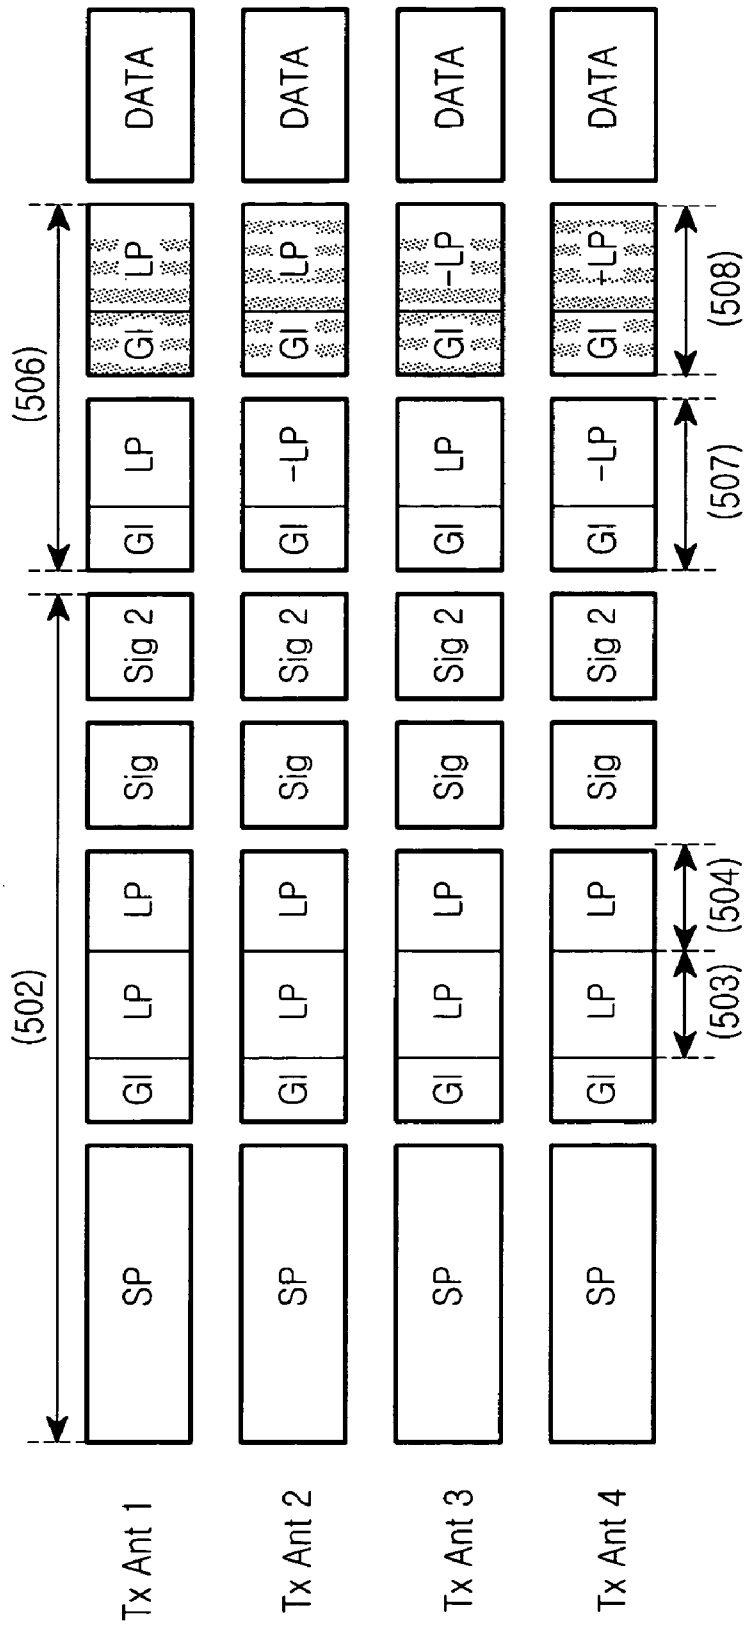 (502)
(506)
Tx Ant 1 SP GI LP LP Sig Sig 2 GI LP GI LP DATA
Tx Ant 2 SP GI LP LP Sig Sig 2 GI -LP GI LP DATA
Tx Ant 3 SP GI LP LP Sig Sig 2 GI LP GI -LP DATA
Tx Ant 4 SP GI LP LP Sig Sig 2 GI -LP GI +LP DATA
(503)
(504)
(507)
(508)